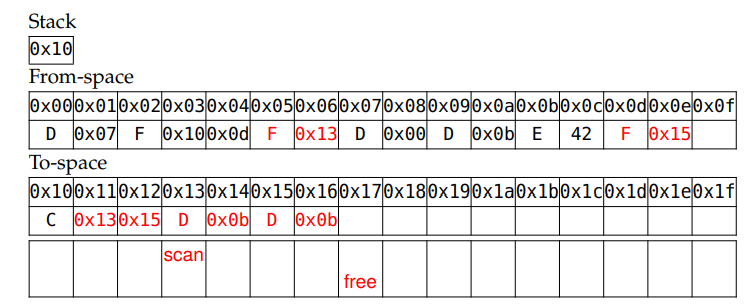 Stack
0x10
From-space
0x00 0x01 0x02 0x03 0x04 0x05 0x06 0x07 0x08 0x09 0x0a 0x0b 0x0c 0x0d 0x0e 0x0f
D 0x07 F 0x10 0x0d F 0x13 D 0x00 D 0x0b E 42 F 0x15
To-space
0x10 0x11 0x12 0x13 0x14 0x15 0x16 0x17 0x18 0x19 0x1a 0x1b 0x1c 0x1d 0x1e 0x1f
C 0x13 0x15 D 0x0b D 0x0b
scan
free